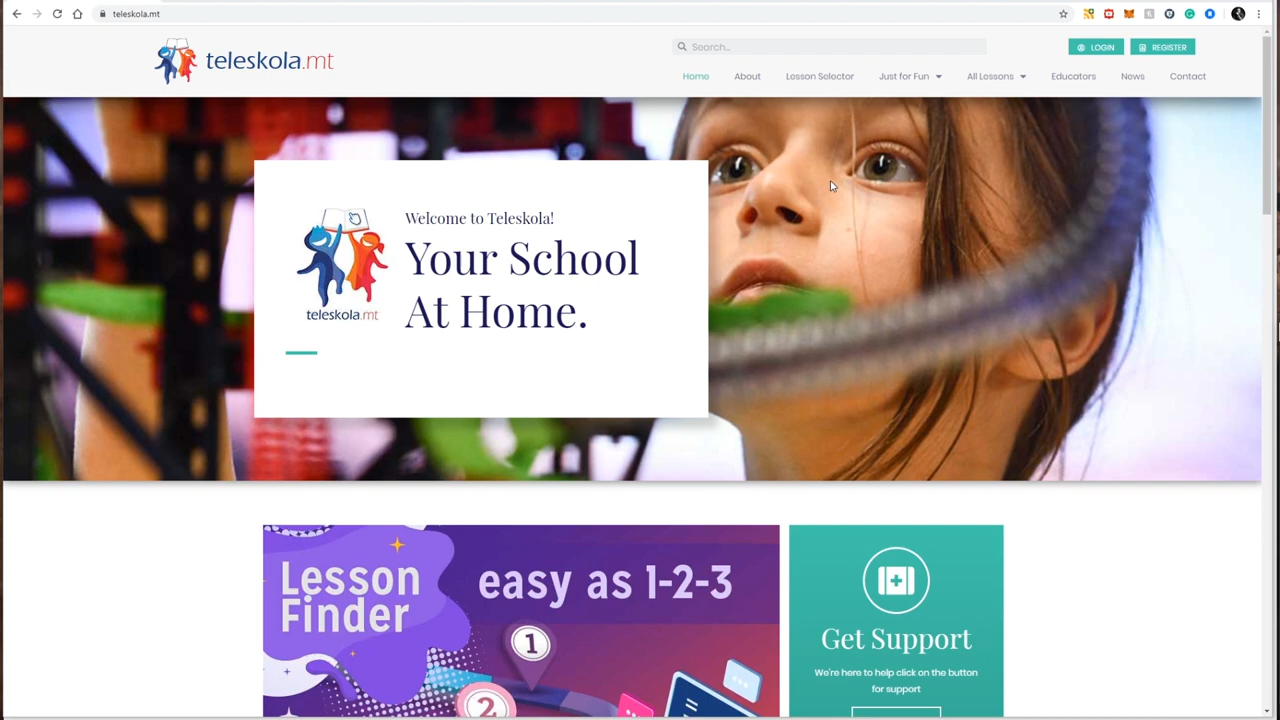 teleskola.mt
teleskola.mt
Search...
LOGIN
REGISTER
Home
About
Lesson Selector
Just for Fun
All Lessons
Educators
News
Contact
Welcome to Teleskola!
Your School
At Home.
teleskola.mt
Lesson
Finder
easy as 1-2-3
1
2
Get Support
We're here to help click on the button
for support